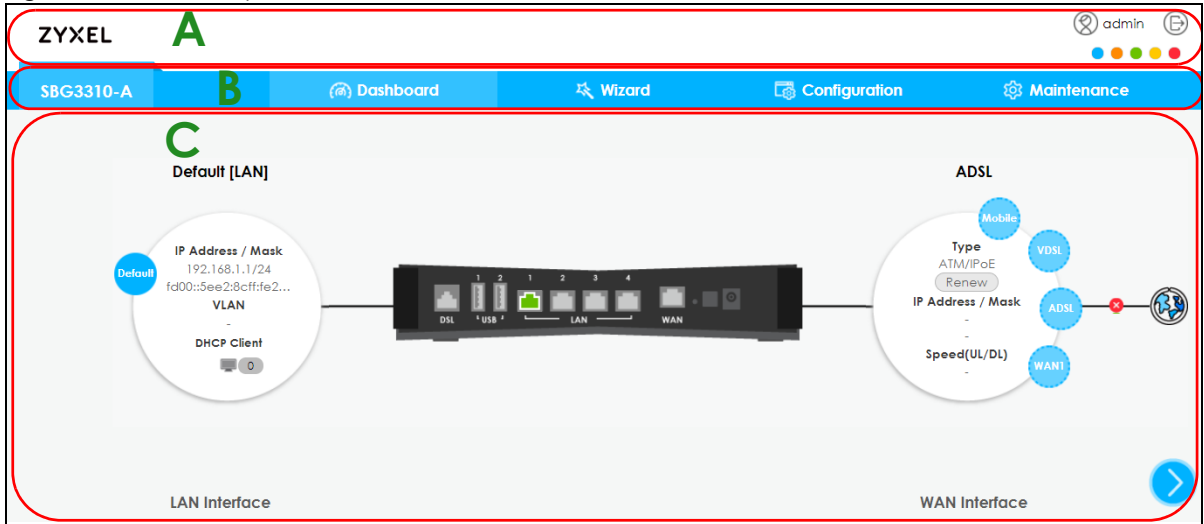 ZYXEL
A
admin
SBG3310-A
B
Dashboard
Wizard
Configuration
Maintenance
C
Default [LAN]
Default
IP Address / Mask
192.168.1.1/24
fd00::5ee2:8cff:fe2...
VLAN
-
DHCP Client
0
1 2 1 2 3 4
DSL USB LAN WAN
ADSL
Mobile
VDSL
ADSL
WAN1
Type
ATM/IPoE
Renew
IP Address / Mask
-
Speed(UL/DL)
-
LAN Interface
WAN Interface